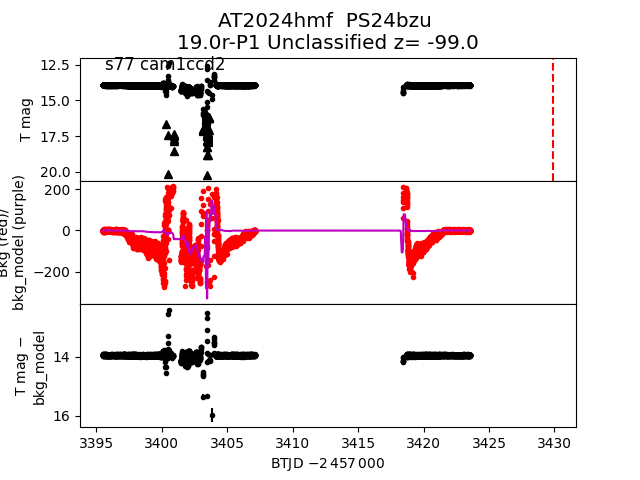 AT2024hmf PS24bzu
19.0r-P1 Unclassified z= -99.0
s77 cam1ccd2
12.5
15.0
17.5
20.0
T mag
200
0
−200
Bkg (red)/
bkg_model (purple)
14
16
T mag −
bkg_model
3395 3400 3405 3410 3415 3420 3425 3430
BTJD −2 457 000